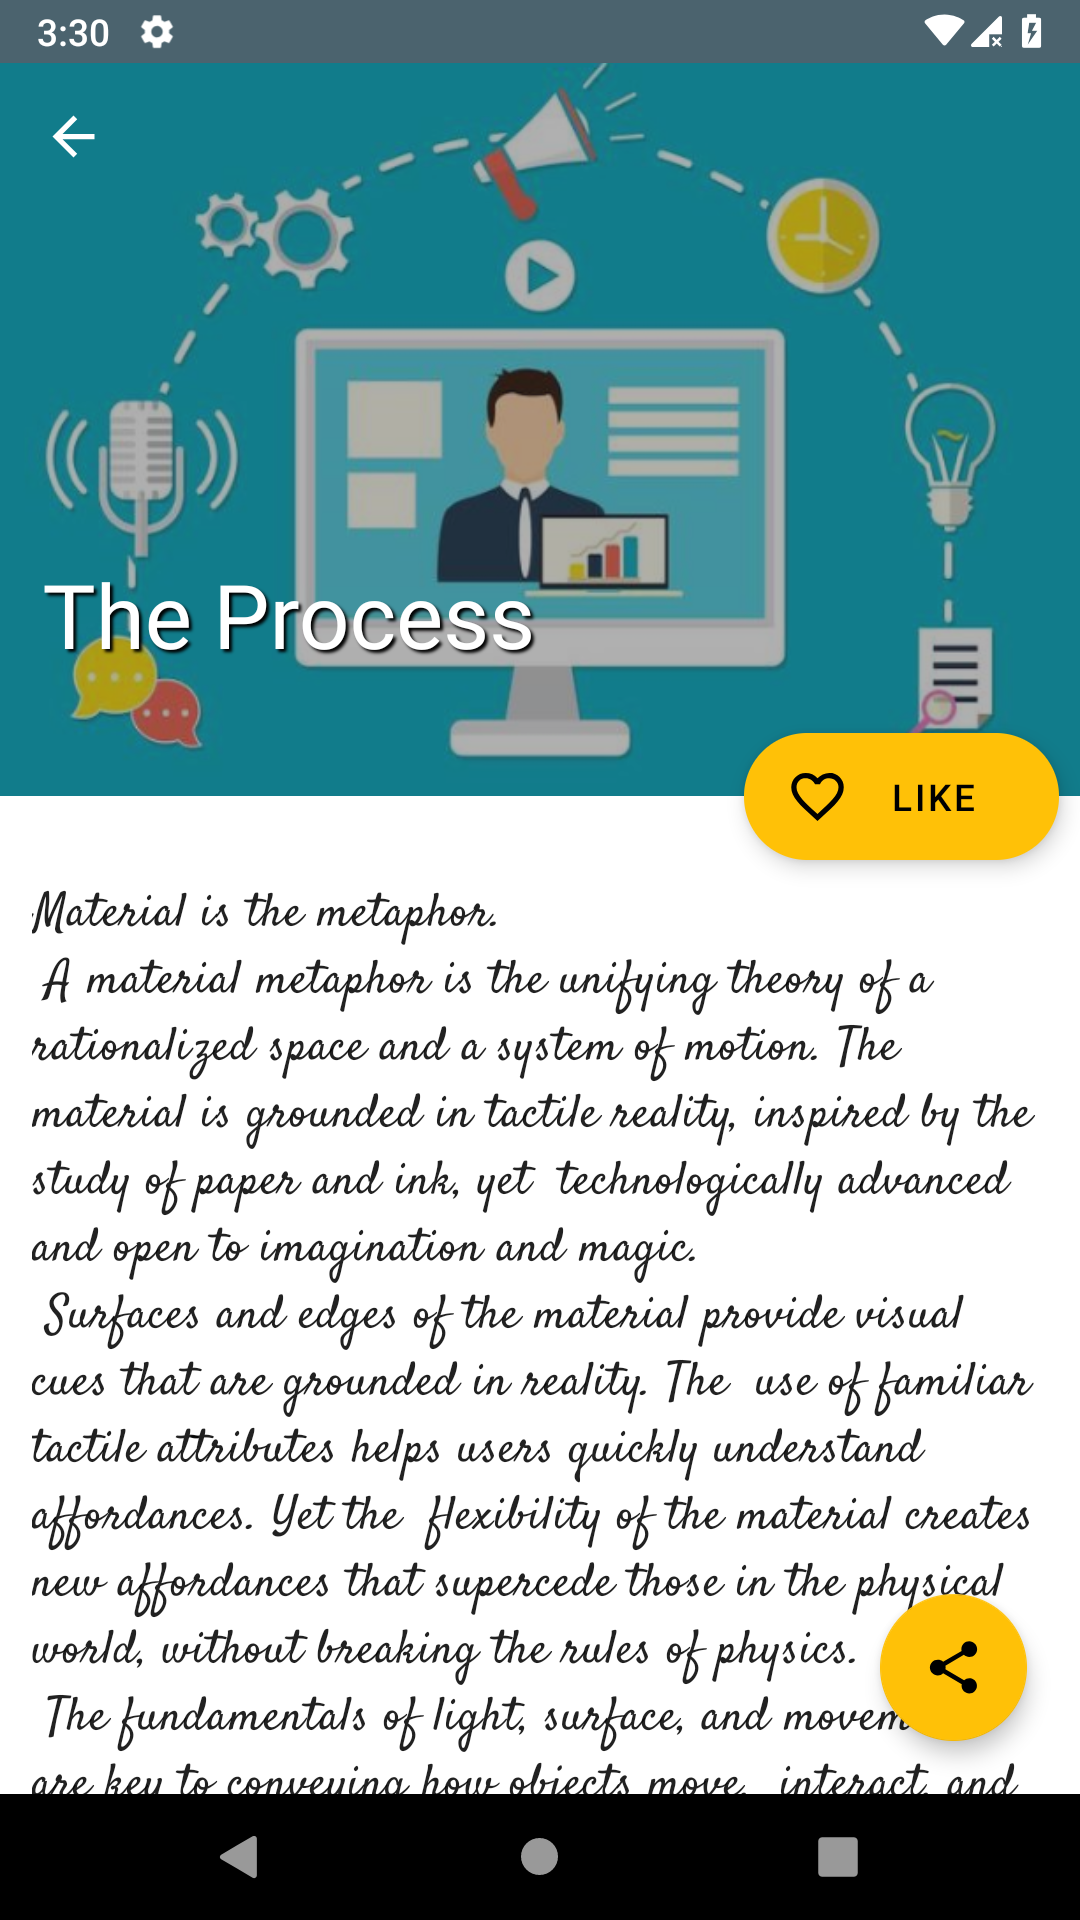 3:30
The Process
LIKE
Material is the metaphor.
A material metaphor is the unifying theory of a
rationalized space and a system of motion. The
material is grounded in tactile reality, inspired by the
study of paper and ink, yet technologically advanced
and open to imagination and magic.
Surfaces and edges of the material provide visual
cues that are grounded in reality. The use of familiar
tactile attributes helps users quickly understand
affordances. Yet the flexibility of the material creates
new affordances that supercede those in the physical
world, without breaking the rules of physics.
The fundamentals of light, surface, and movem
are key to conveying how objects move, interact, and